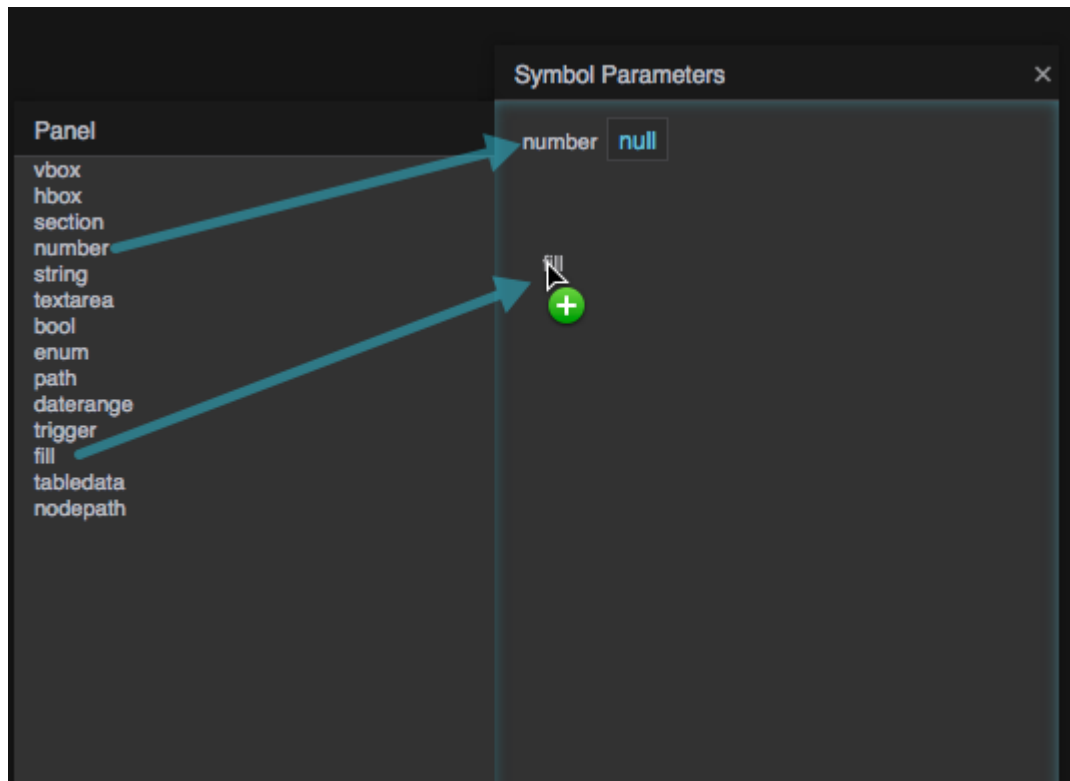 Symbol Parameters
Panel
number null
vbox
hbox
section
number
string
textarea
bool
enum
path
daterange
trigger
fill
tabledata
nodepath
fill